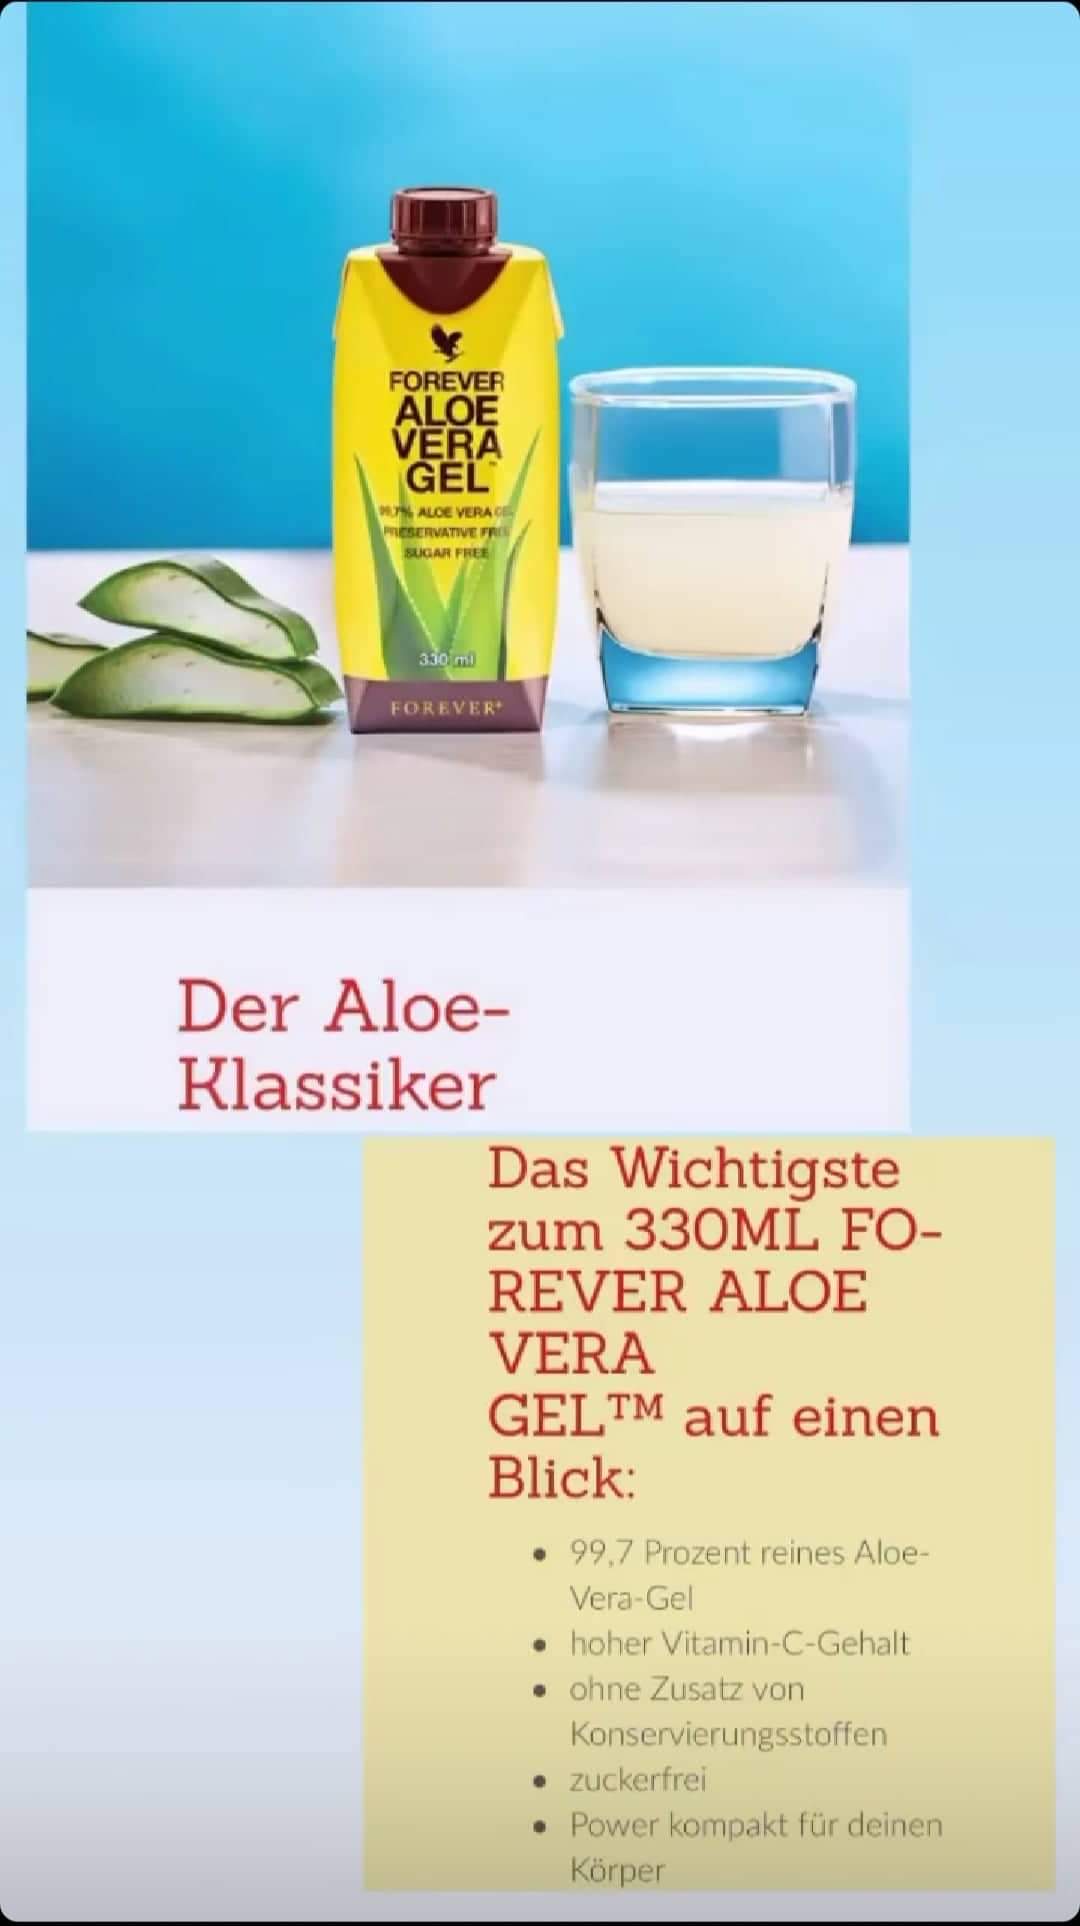 FOREVER
ALOE
VERA
GEL™
99,7% ALOE VERA GEL
PRESERVATIVE FREE
SUGAR FREE
330 ml
FOREVER
Der Aloe-
Klassiker
Das Wichtigste
zum 330ML FO-
REVER ALOE
VERA
GEL™ auf einen
Blick:
• 99,7 Prozent reines Aloe-
Vera-Gel
• hoher Vitamin-C-Gehalt
• ohne Zusatz von
Konservierungsstoffen
• zuckerfrei
• Power kompakt für deinen
Körper